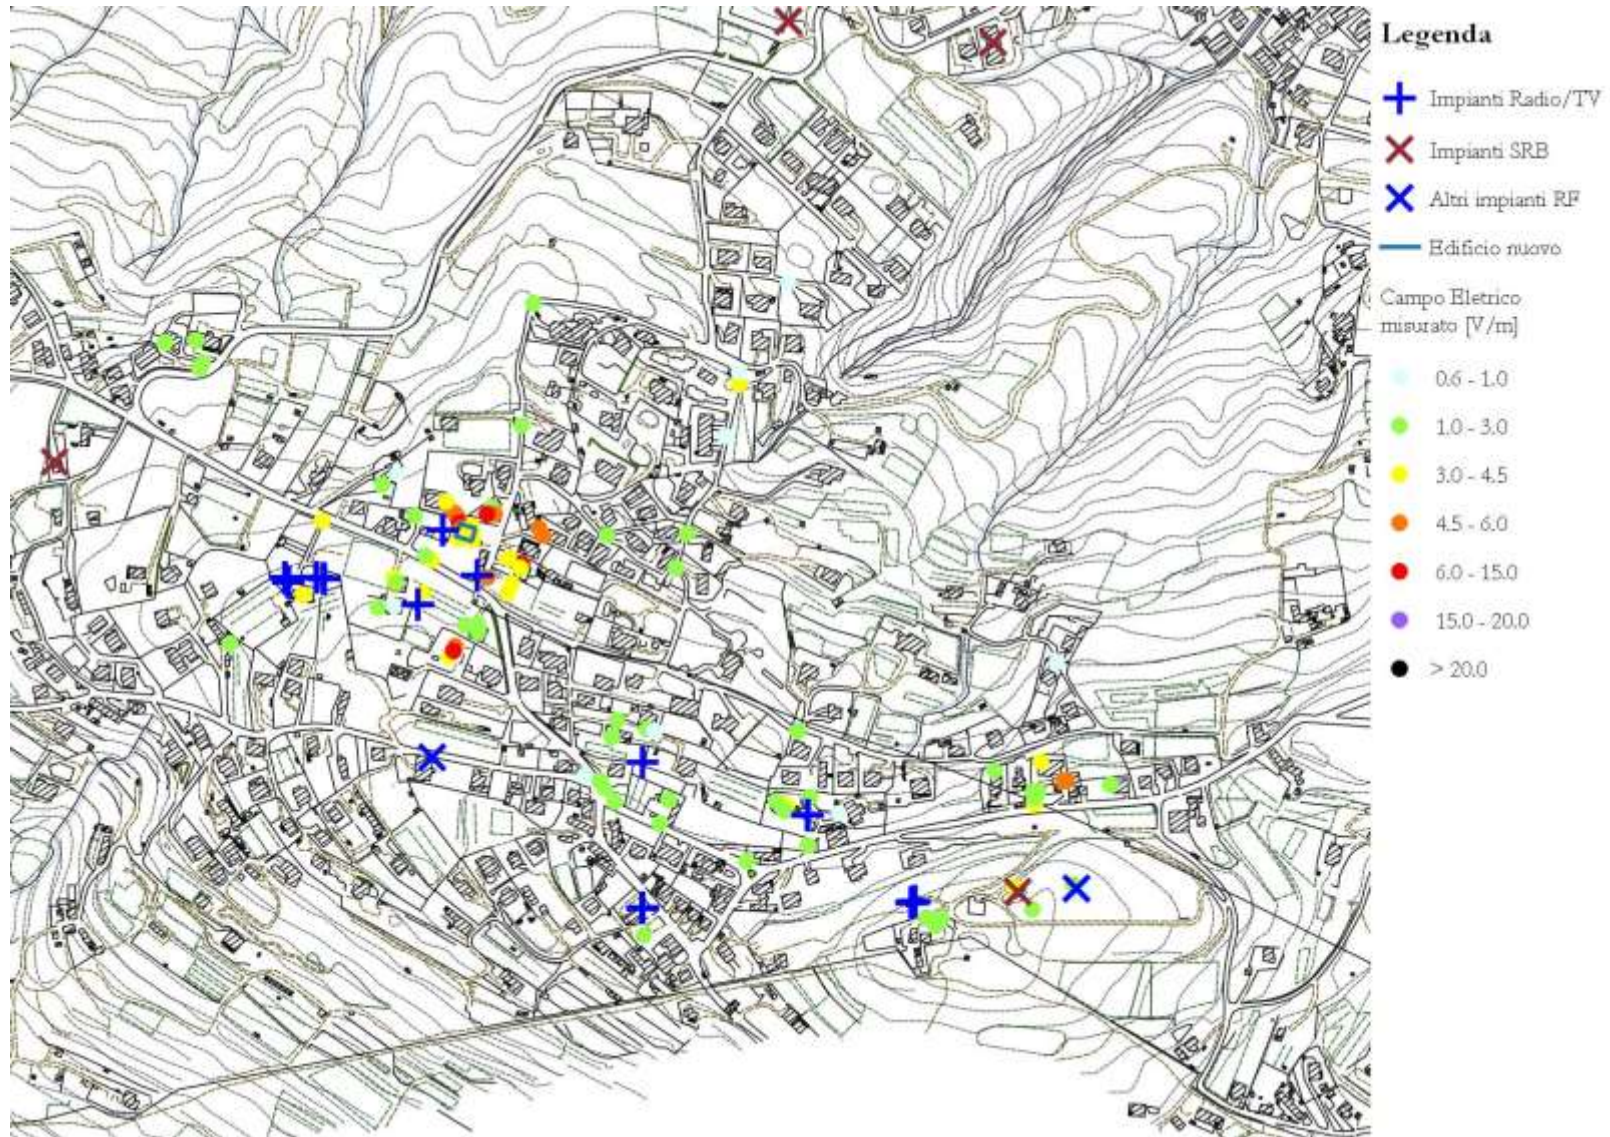 Legenda
Impianti Radio/TV
Impianti SRB
Altri impianti RF
Edificio nuovo
Campo Eletrico
misurato [V/m]
0.6 - 1.0
1.0 - 3.0
3.0 - 4.5
4.5 - 6.0
6.0 - 15.0
15.0 - 20.0
> 20.0